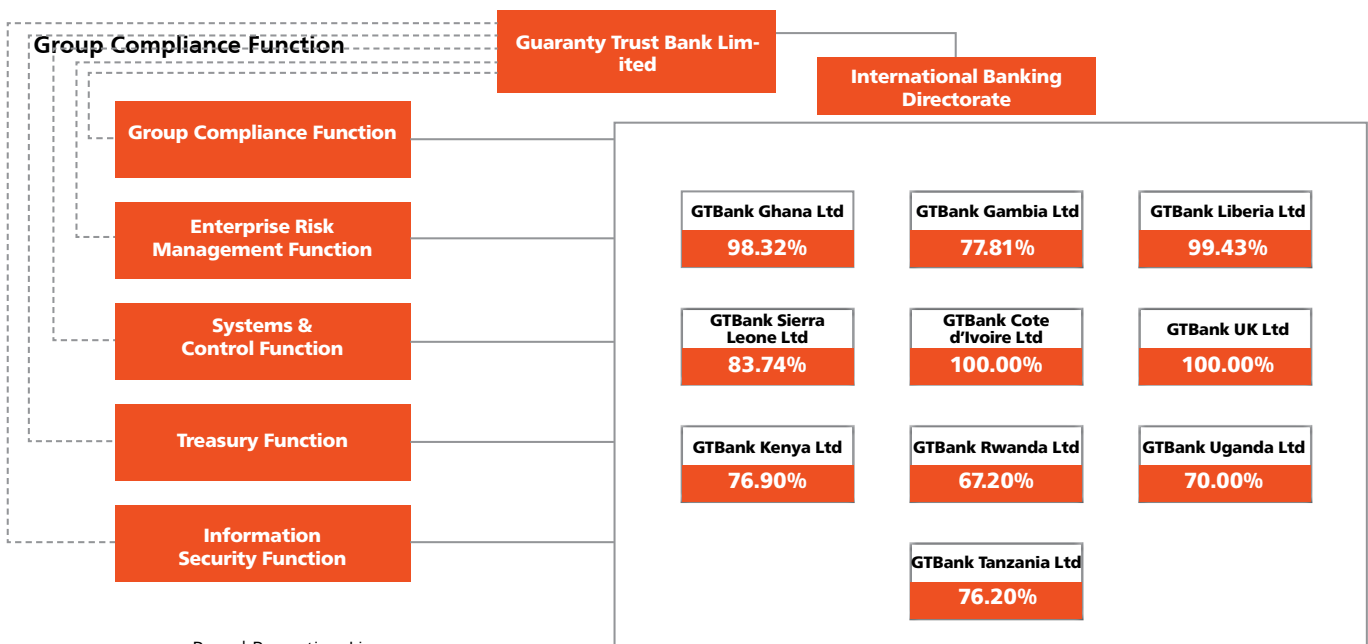 Group Compliance Function
Guaranty Trust Bank Lim-
ited
International Banking
Directorate
Group Compliance Function
Enterprise Risk
Management Function
Systems &
Control Function
Treasury Function
Information
Security Function
GTBank Ghana Ltd
98.32%
GTBank Gambia Ltd
77.81%
GTBank Liberia Ltd
99.43%
GTBank Sierra
Leone Ltd
83.74%
GTBank Cote
d'Ivoire Ltd
100.00%
GTBank UK Ltd
100.00%
GTBank Kenya Ltd
76.90%
GTBank Rwanda Ltd
67.20%
GTBank Uganda Ltd
70.00%
GTBank Tanzania Ltd
76.20%